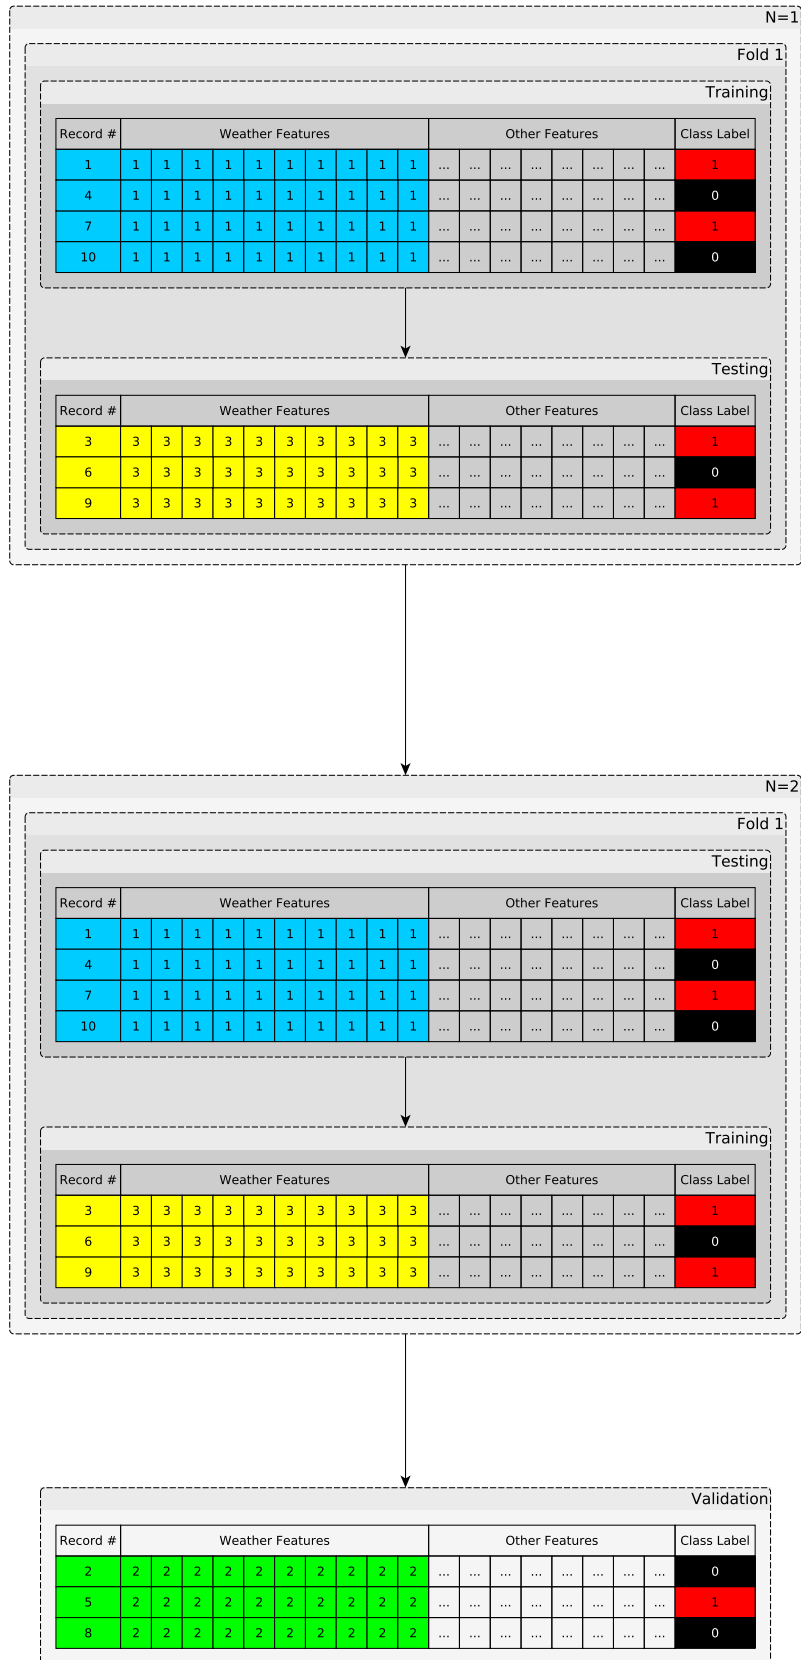 N=1
Fold 1
Training
Record # Weather Features Other Features Class Label
1 1 1 1 1 1 1 1 1 1 1 ... ... ... ... ... ... ... ... 1
4 1 1 1 1 1 1 1 1 1 1 ... ... ... ... ... ... ... ... 0
7 1 1 1 1 1 1 1 1 1 1 ... ... ... ... ... ... ... ... 1
10 1 1 1 1 1 1 1 1 1 1 ... ... ... ... ... ... ... ... 0
Testing
Record # Weather Features Other Features Class Label
3 3 3 3 3 3 3 3 3 3 3 ... ... ... ... ... ... ... ... 1
6 3 3 3 3 3 3 3 3 3 3 ... ... ... ... ... ... ... ... 0
9 3 3 3 3 3 3 3 3 3 3 ... ... ... ... ... ... ... ... 1
N=2
Fold 1
Testing
Record # Weather Features Other Features Class Label
1 1 1 1 1 1 1 1 1 1 1 ... ... ... ... ... ... ... ... 1
4 1 1 1 1 1 1 1 1 1 1 ... ... ... ... ... ... ... ... 0
7 1 1 1 1 1 1 1 1 1 1 ... ... ... ... ... ... ... ... 1
10 1 1 1 1 1 1 1 1 1 1 ... ... ... ... ... ... ... ... 0
Training
Record # Weather Features Other Features Class Label
3 3 3 3 3 3 3 3 3 3 3 ... ... ... ... ... ... ... ... 1
6 3 3 3 3 3 3 3 3 3 3 ... ... ... ... ... ... ... ... 0
9 3 3 3 3 3 3 3 3 3 3 ... ... ... ... ... ... ... ... 1
Validation
Record # Weather Features Other Features Class Label
2 2 2 2 2 2 2 2 2 2 2 ... ... ... ... ... ... ... ... 0
5 2 2 2 2 2 2 2 2 2 2 ... ... ... ... ... ... ... ... 1
8 2 2 2 2 2 2 2 2 2 2 ... ... ... ... ... ... ... ... 0